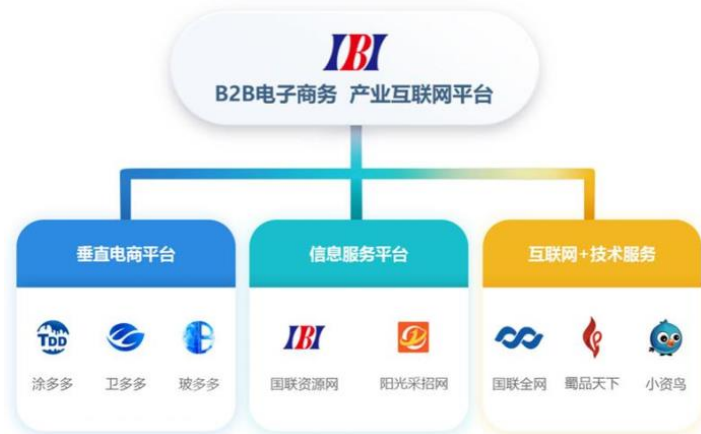 IBI
B2B电子商务 产业互联网平台
垂直电商平台
信息服务平台
互联网+技术服务
TDD
IBI
涂多多
卫多多
玻多多
国联资源网
阳光采招网
国联全网
蜀品天下
小资鸟